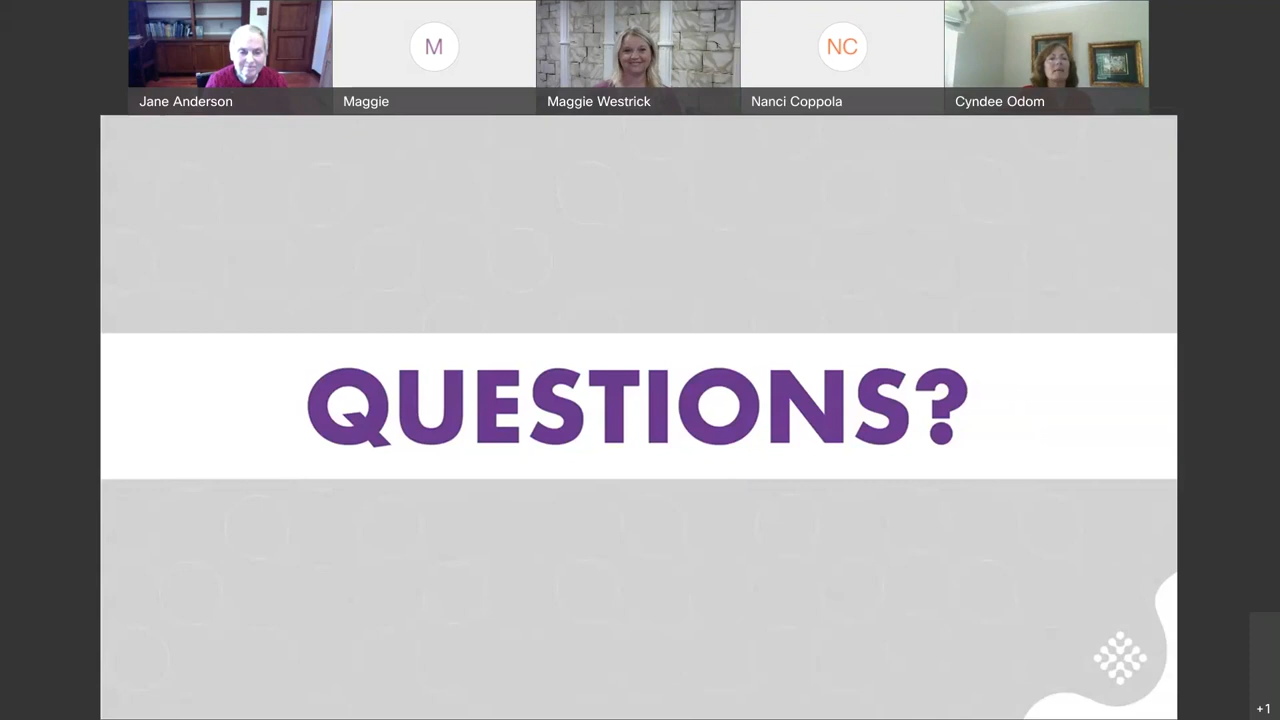 M
NC
Jane Anderson
Maggie
Maggie Westrick
Nanci Coppola
Cyndee Odom
QUESTIONS?
+1